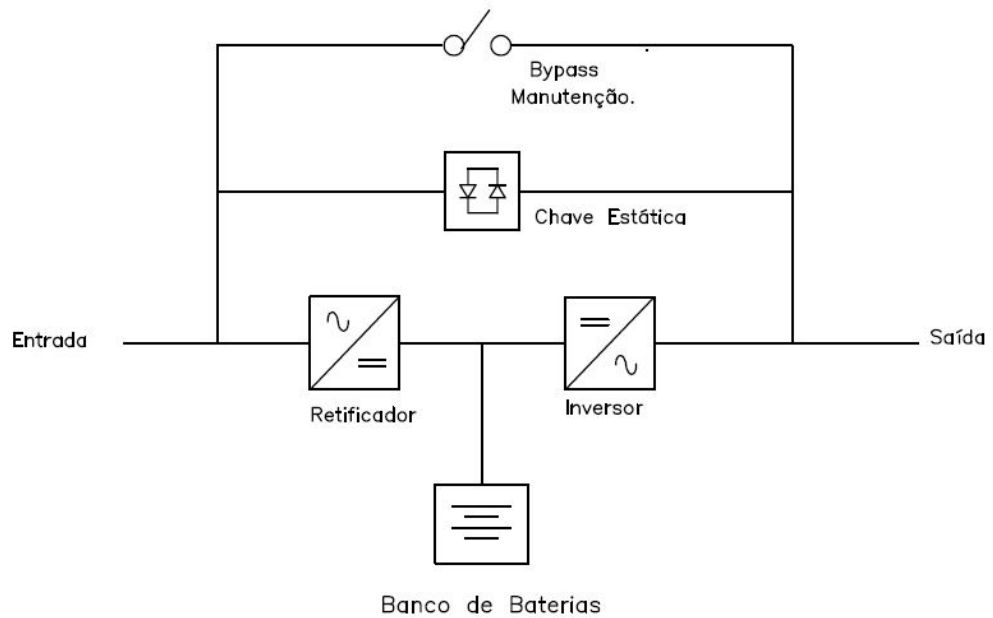 Bypass
Manutenção.
Chave Estática
Entrada
Saída
Retificador
Inversor
Banco de Baterias